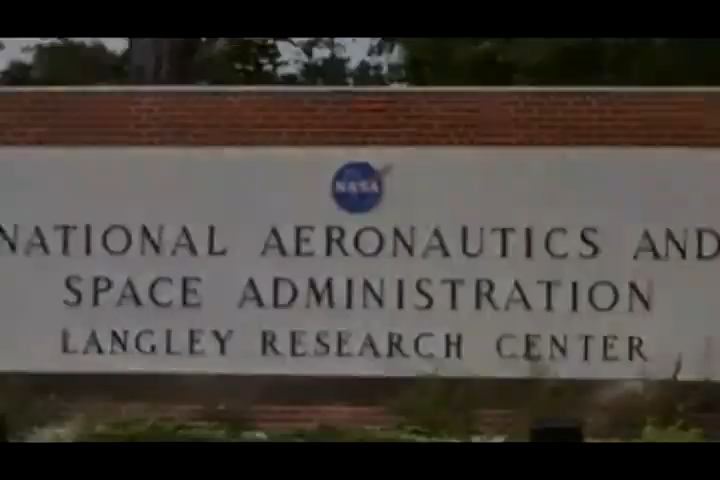 NASA
NATIONAL AERONAUTICS AND
SPACE ADMINISTRATION
LANGLEY RESEARCH CENTER